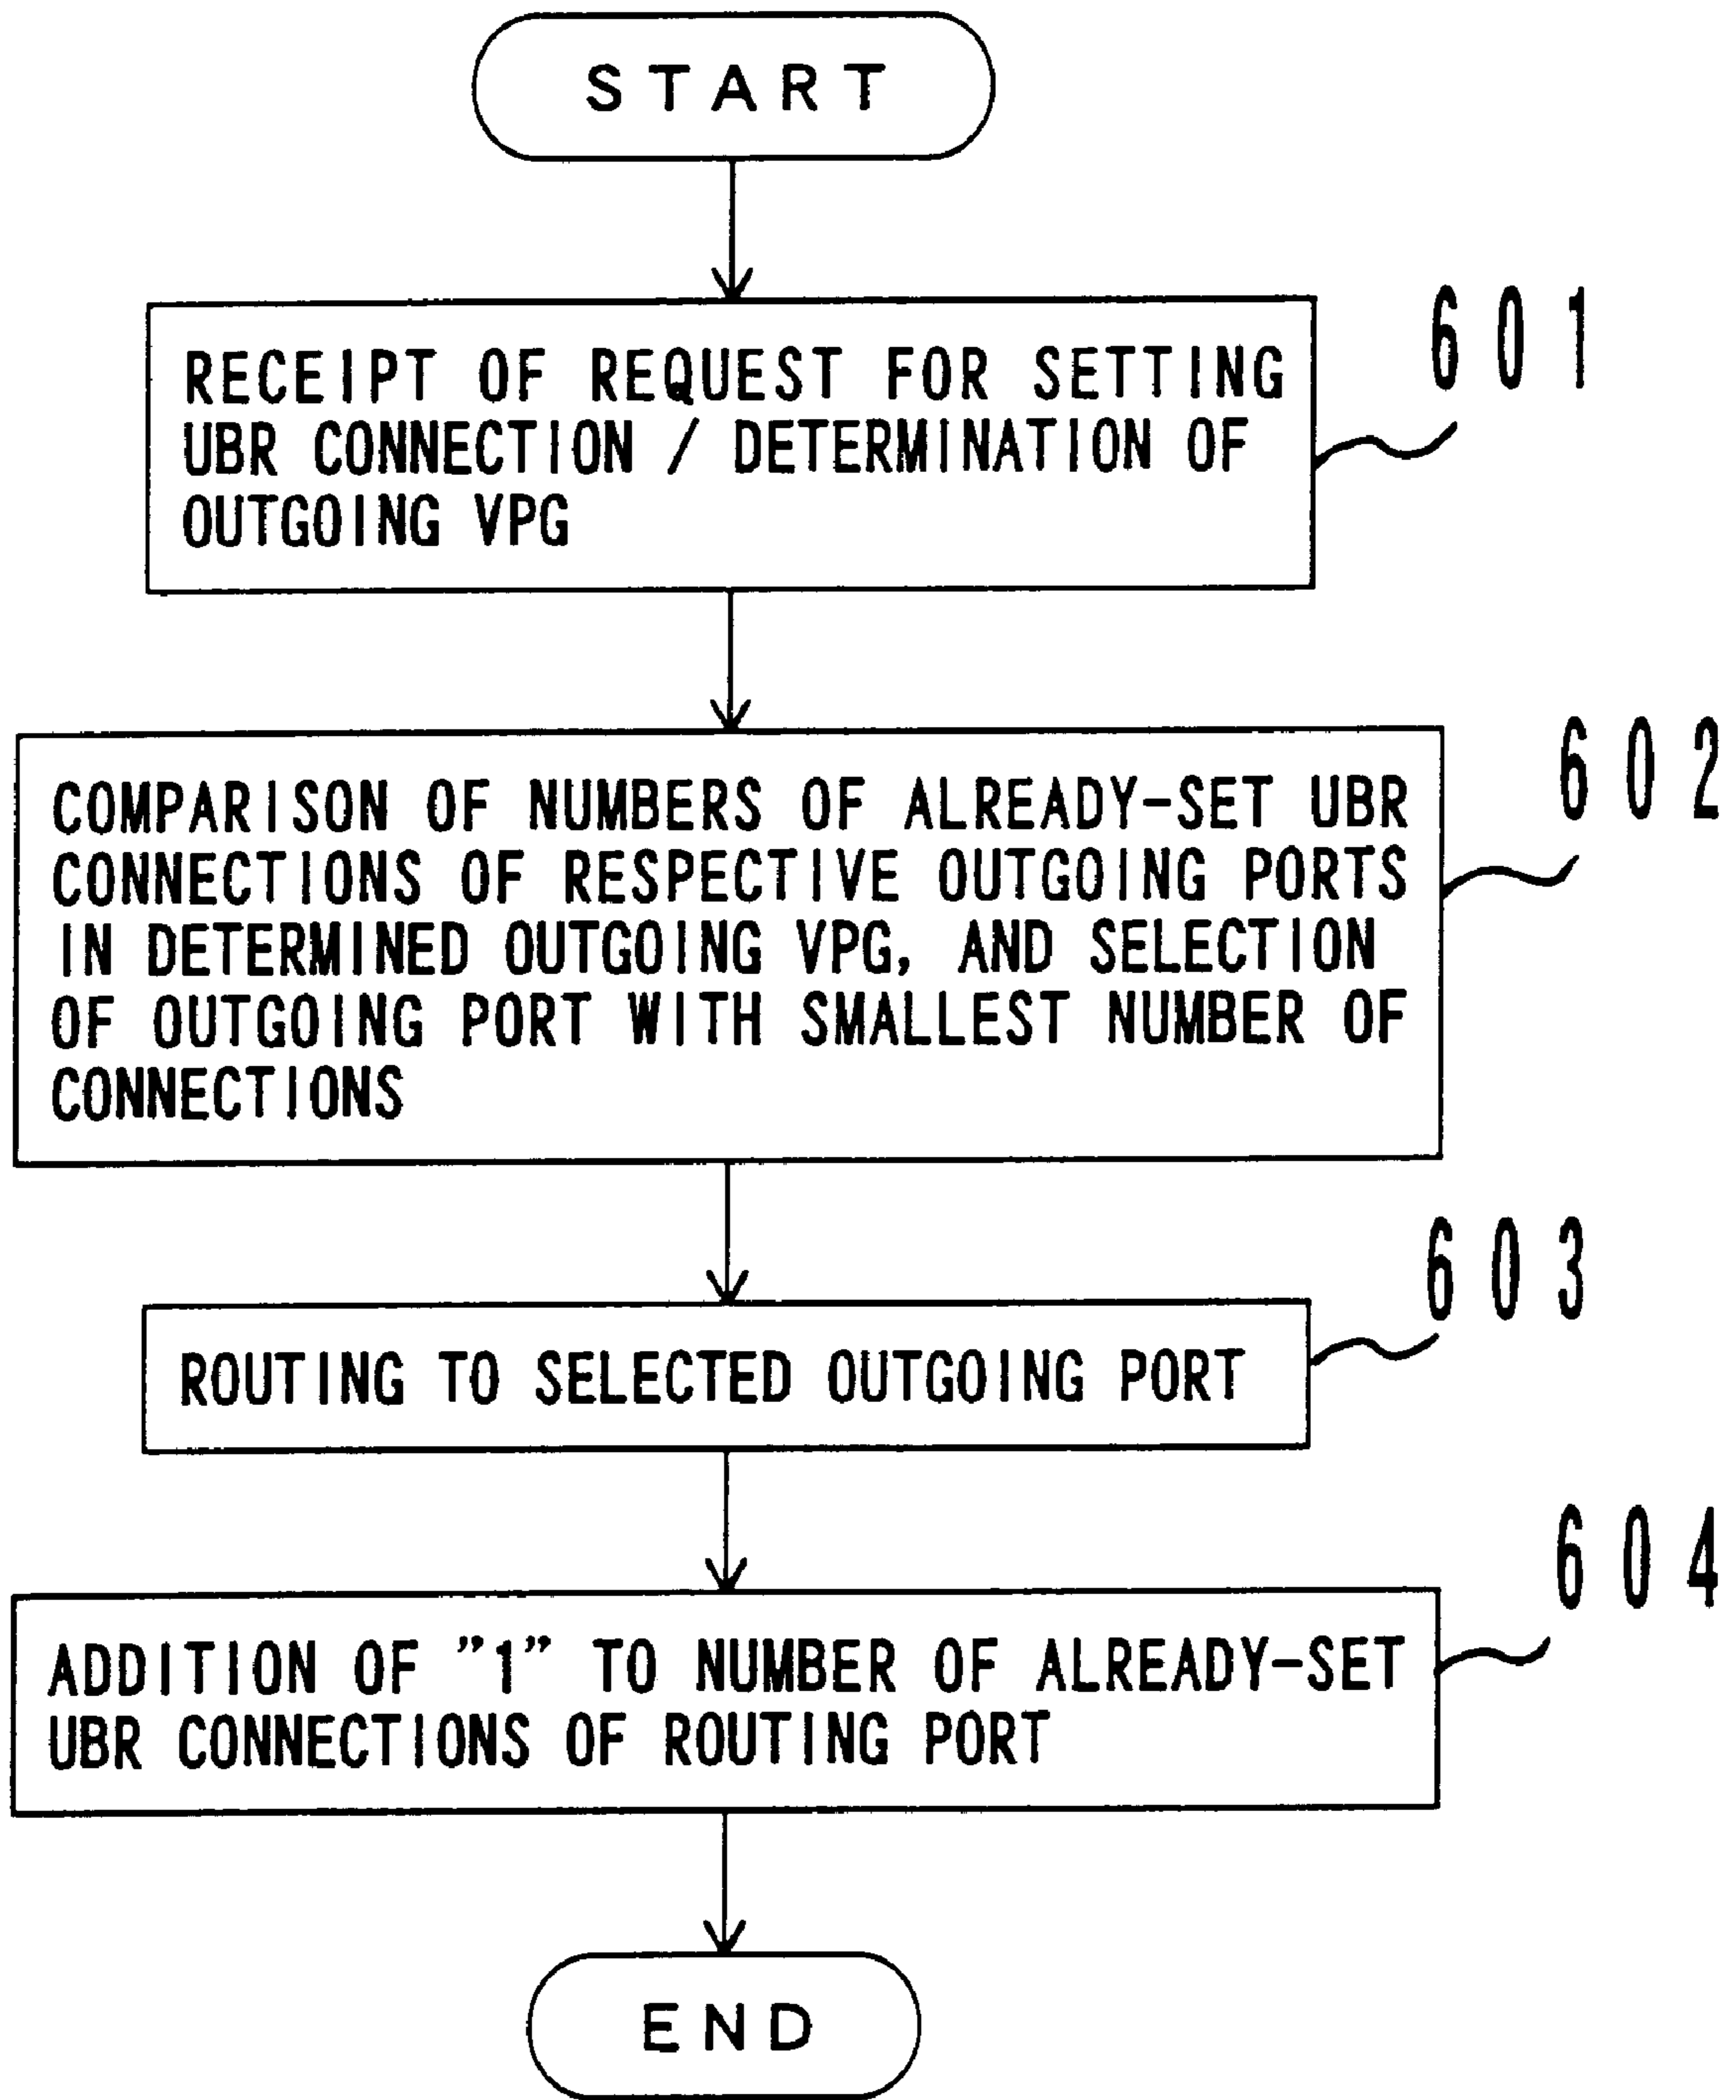 START
601
RECEIPT OF REQUEST FOR SETTING
UBR CONNECTION / DETERMINATION OF
OUTGOING VPG
602
COMPARISON OF NUMBERS OF ALREADY-SET UBR
CONNECTIONS OF RESPECTIVE OUTGOING PORTS
IN DETERMINED OUTGOING VPG, AND SELECTION
OF OUTGOING PORT WITH SMALLEST NUMBER OF
CONNECTIONS
603
ROUTING TO SELECTED OUTGOING PORT
604
ADDITION OF ”1” TO NUMBER OF ALREADY-SET
UBR CONNECTIONS OF ROUTING PORT
END